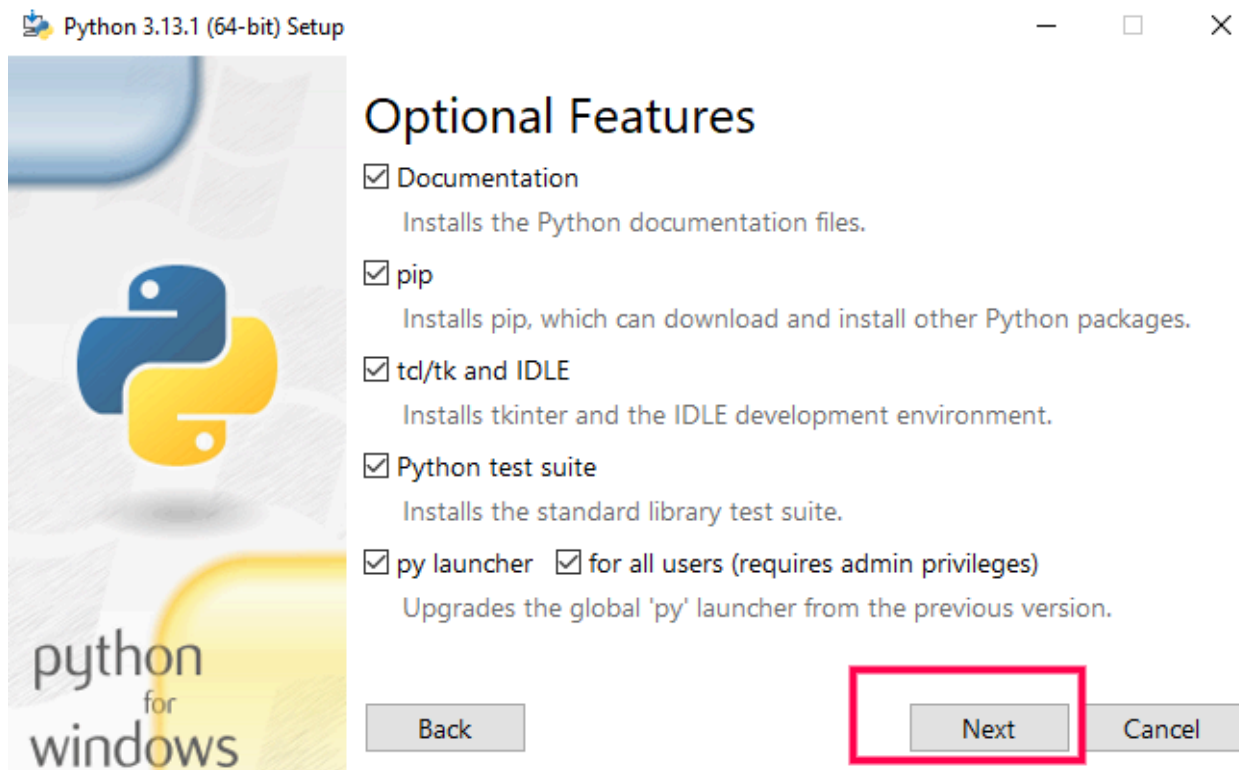 Python 3.13.1 (64-bit) Setup
Optional Features
Documentation
Installs the Python documentation files.
pip
Installs pip, which can download and install other Python packages.
tcl/tk and IDLE
Installs tkinter and the IDLE development environment.
Python test suite
Installs the standard library test suite.
py launcher for all users (requires admin privileges)
Upgrades the global 'py' launcher from the previous version.
python
for
windows
Back Next Cancel